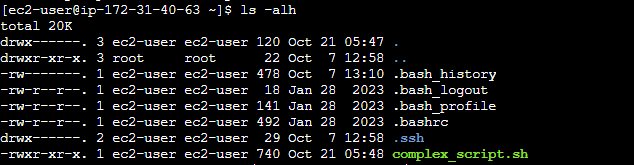 [ec2-user@ip-172-31-40-63 ~]$ ls -alh
total 20K
drwx------. 3 ec2-user ec2-user 120 Oct 21 05:47 .
drwxr-xr-x. 3 root     root      22 Oct  7 12:58 ..
-rw-------. 1 ec2-user ec2-user 478 Oct  7 13:10 .bash_history
-rw-r--r--. 1 ec2-user ec2-user  18 Jan 28  2023 .bash_logout
-rw-r--r--. 1 ec2-user ec2-user 141 Jan 28  2023 .bash_profile
-rw-r--r--. 1 ec2-user ec2-user 492 Jan 28  2023 .bashrc
drwx------. 2 ec2-user ec2-user  29 Oct  7 12:58 .ssh
-rwxr-xr-x. 1 ec2-user ec2-user 740 Oct 21 05:48 complex_script.sh